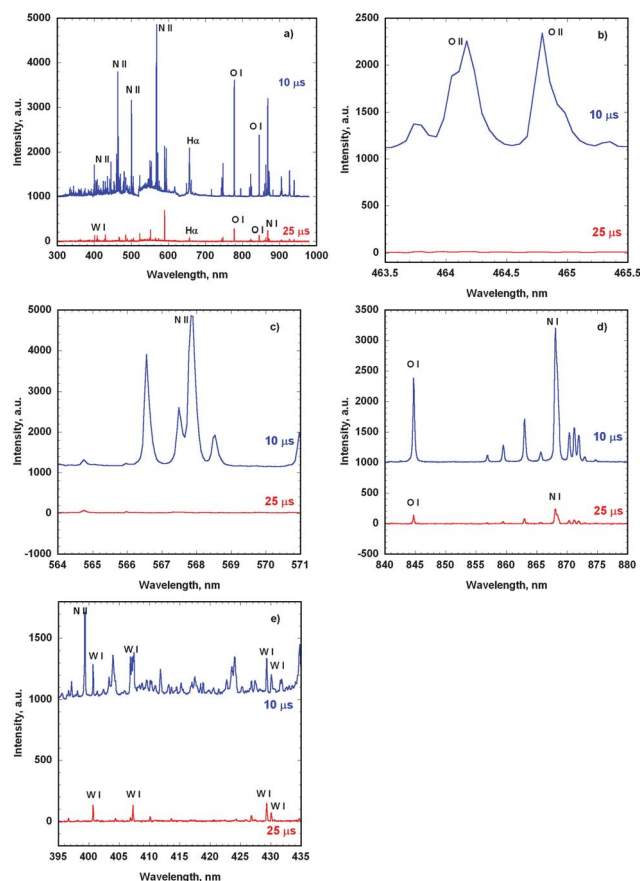 a)
5000
4000
3000
2000
1000
0
Intensity, a.u.
N II
N II
N II
N II
Hα
O I
O I
10 µs
W I
Hα
O I
O I
N I
25 µs
300 400 500 600 700 800 900 1000
Wavelength, nm
b)
2500
2000
1500
1000
500
0
Intensity, a.u.
O II
O II
10 µs
25 µs
463.5 464 464.5 465 465.5
Wavelength, nm
c)
5000
4000
3000
2000
1000
0
-1000
Intensity, a.u.
N II
10 µs
25 µs
564 565 566 567 568 569 570 571
Wavelength, nm
d)
3500
3000
2500
2000
1500
1000
500
0
-500
Intensity, a.u.
O I
N I
10 µs
O I
N I
25 µs
840 845 850 855 860 865 870 875 880
Wavelength, nm
e)
1500
1000
500
0
Intensity, a.u.
N II
W I
W I
W I
W I
10 µs
W I
W I
W I
W I
25 µs
395 400 405 410 415 420 425 430 435
Wavelength, nm